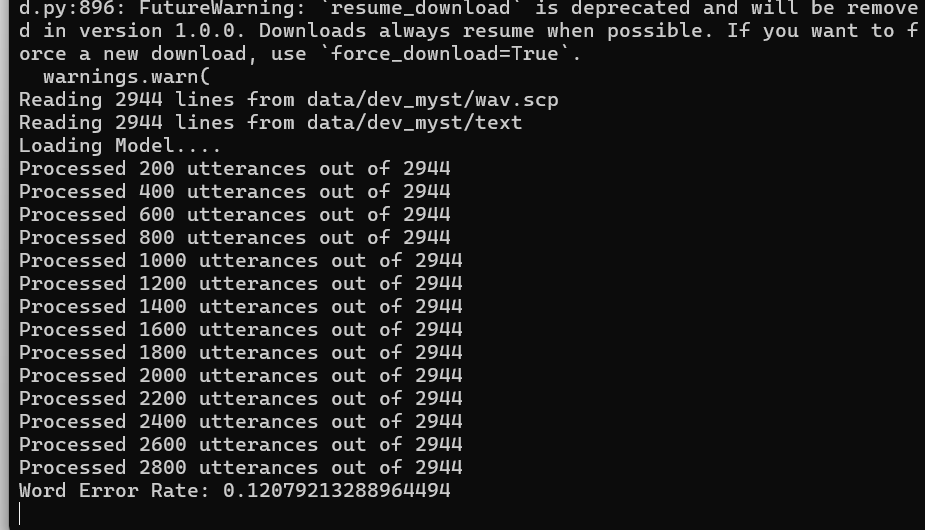 d.py:896: FutureWarning: `resume_download` is deprecated and will be remove
d in version 1.0.0. Downloads always resume when possible. If you want to f
orce a new download, use `force_download=True`.
  warnings.warn(
Reading 2944 lines from data/dev_myst/wav.scp
Reading 2944 lines from data/dev_myst/text
Loading Model....
Processed 200 utterances out of 2944
Processed 400 utterances out of 2944
Processed 600 utterances out of 2944
Processed 800 utterances out of 2944
Processed 1000 utterances out of 2944
Processed 1200 utterances out of 2944
Processed 1400 utterances out of 2944
Processed 1600 utterances out of 2944
Processed 1800 utterances out of 2944
Processed 2000 utterances out of 2944
Processed 2200 utterances out of 2944
Processed 2400 utterances out of 2944
Processed 2600 utterances out of 2944
Processed 2800 utterances out of 2944
Word Error Rate: 0.12079213288964494